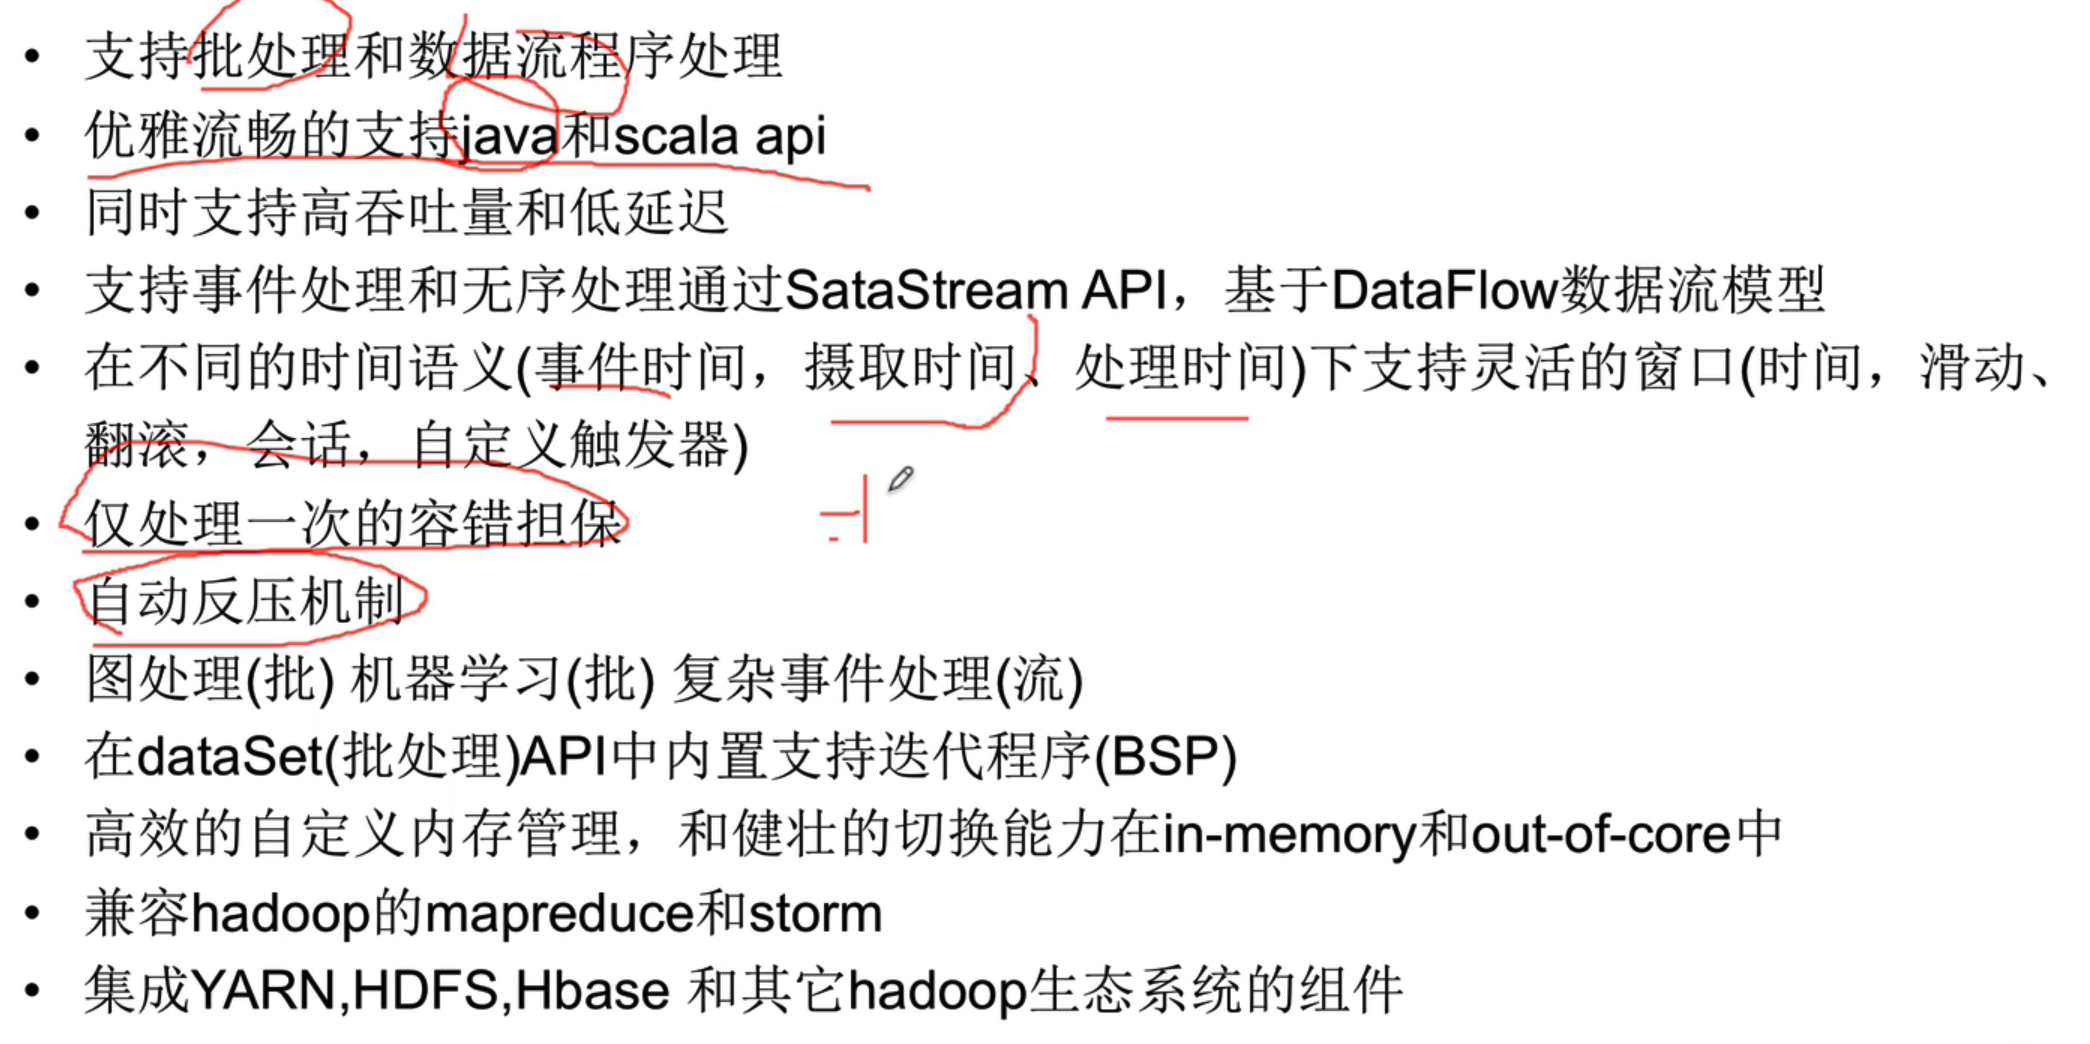 • 支持批处理和数据流程序处理
• 优雅流畅的支持java和scala api
• 同时支持高吞吐量和低延迟
• 支持事件处理和无序处理通过SataStream API，基于DataFlow数据流模型
• 在不同的时间语义(事件时间，摄取时间、处理时间)下支持灵活的窗口(时间，滑动、
翻滚，会话，自定义触发器)
• 仅处理一次的容错担保
• 自动反压机制
• 图处理(批) 机器学习(批) 复杂事件处理(流)
• 在dataSet(批处理)API中内置支持迭代程序(BSP)
• 高效的自定义内存管理，和健壮的切换能力在in-memory和out-of-core中
• 兼容hadoop的mapreduce和storm
• 集成YARN,HDFS,Hbase 和其它hadoop生态系统的组件